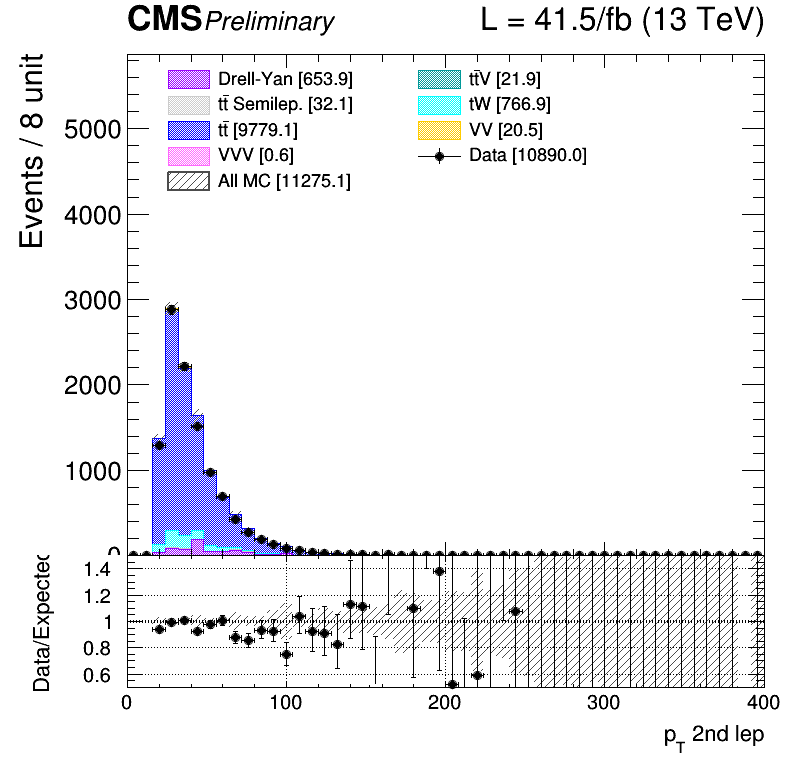 CMS Preliminary L = 41.5/fb (13 TeV)
Events / 8 unit
Drell-Yan [653.9]
tt̄ Semilep. [32.1]
tt̄ [9779.1]
VVV [0.6]
All MC [11275.1]
tt̄V [21.9]
tW [766.9]
VV [20.5]
Data [10890.0]
5000
4000
3000
2000
1000
0
Data/Expected
1.4
1.2
1
0.8
0.6
0 100 200 300 400
p_T 2nd lep